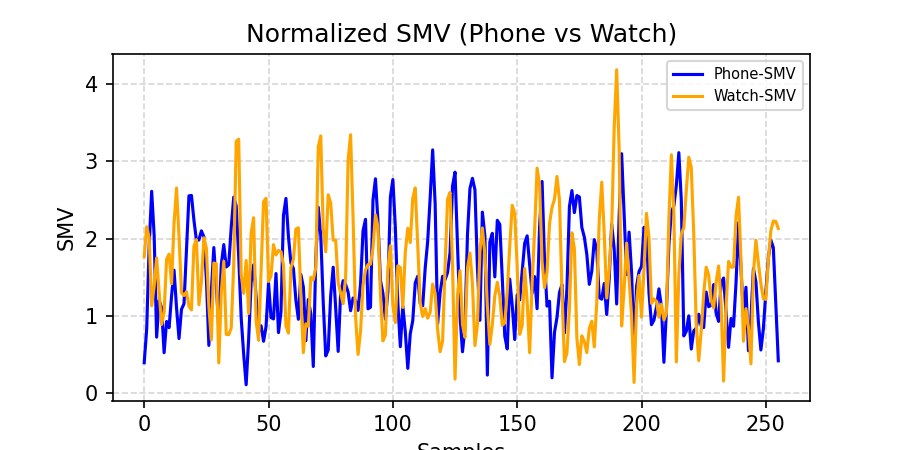 Normalized SMV (Phone vs Watch)
Phone-SMV
Watch-SMV
SMV
4
3
2
1
0
0 50 100 150 200 250
Samples